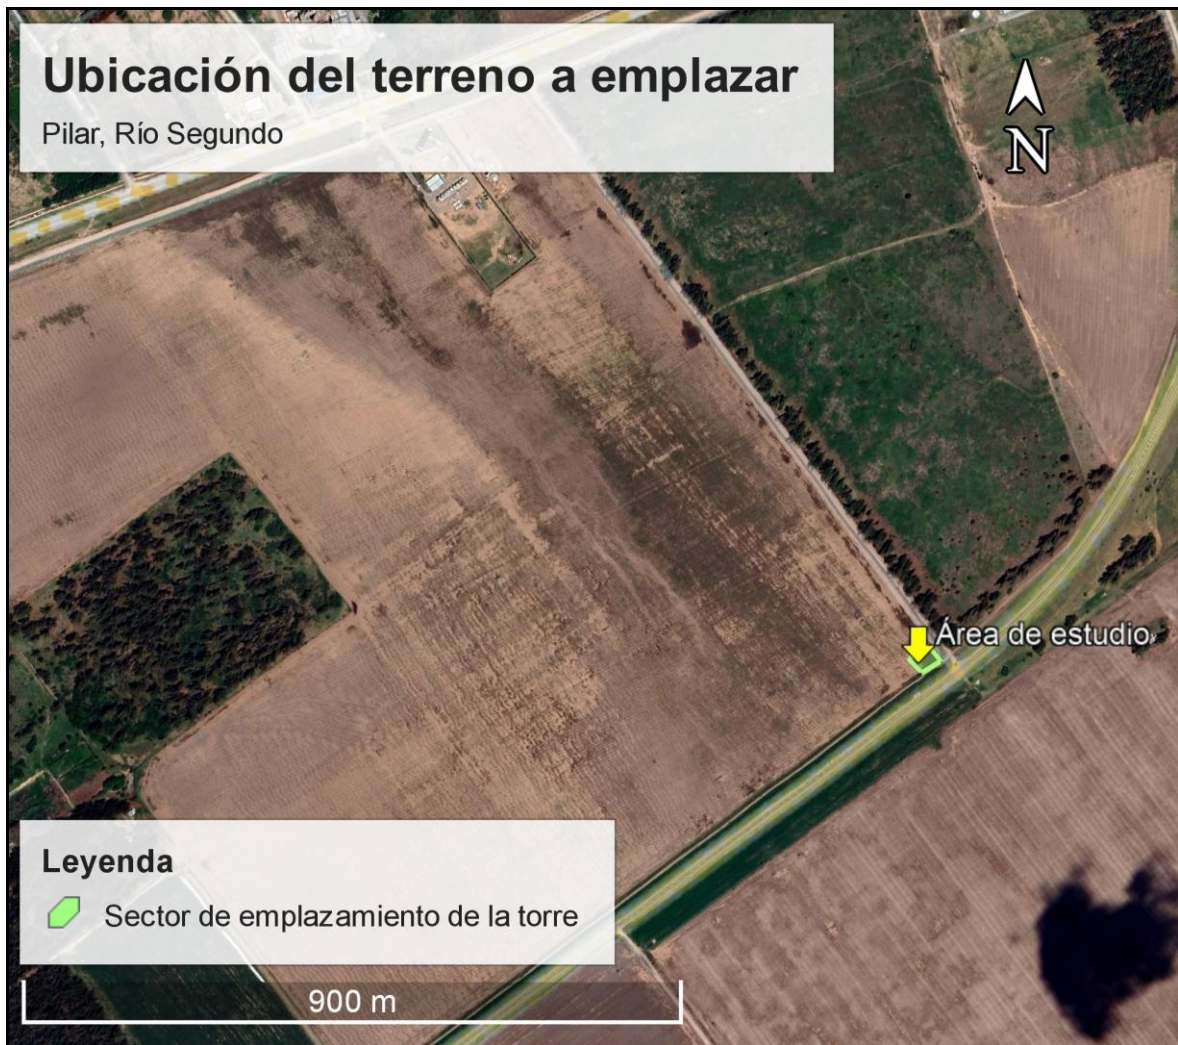 Ubicación del terreno a emplazar
Pilar, Río Segundo
N
Área de estudio
Leyenda
Sector de emplazamiento de la torre
900 m